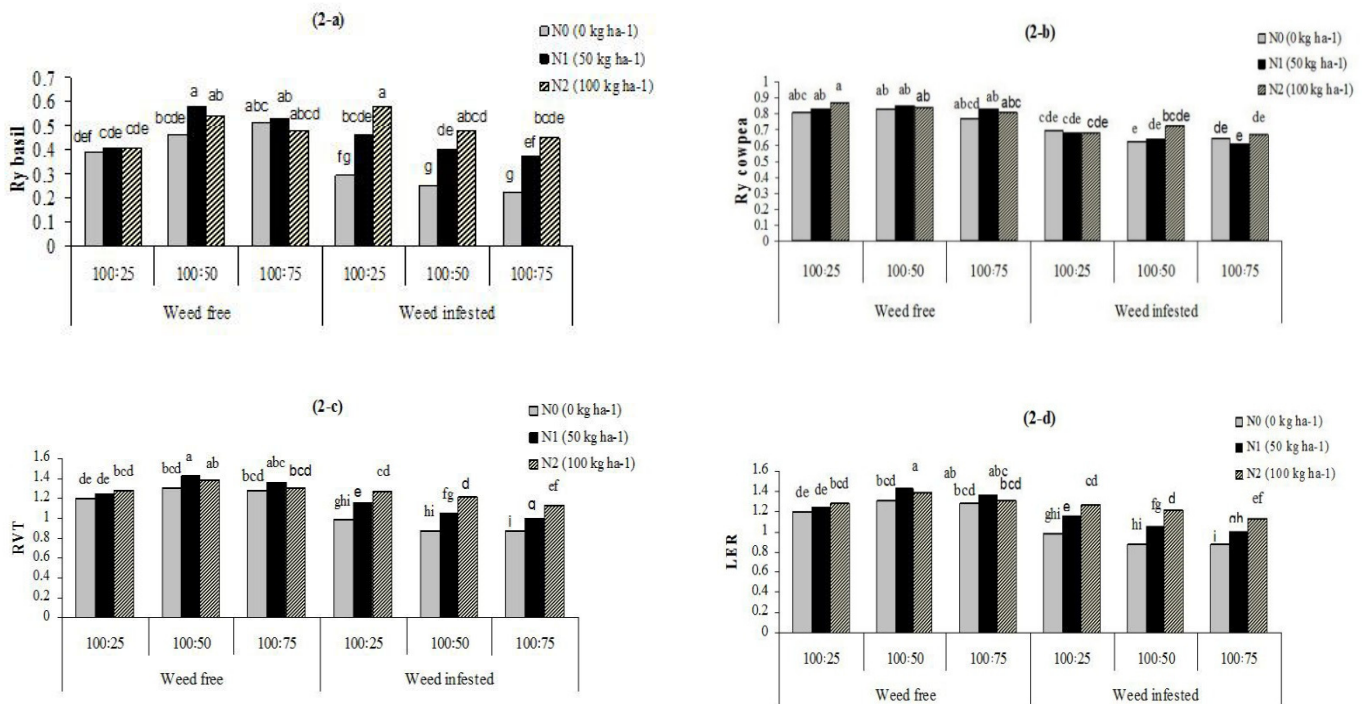 (2-a)
N0 (0 kg ha-1)
N1 (50 kg ha-1)
N2 (100 kg ha-1)
Ry basil
0.7
0.6
0.5
0.4
0.3
0.2
0.1
0
def cde cde
bcde a ab
abc ab abcd
fg bcde a
g de abcd
g ef bcde
100:25 100:50 100:75 100:25 100:50 100:75
Weed free Weed infested
(2-b)
N0 (0 kg ha-1)
N1 (50 kg ha-1)
N2 (100 kg ha-1)
Ry cowpea
1
0.9
0.8
0.7
0.6
0.5
0.4
0.3
0.2
0.1
0
abc ab a
ab ab ab
abcd ab abc
cde cde cde
e de bcde
de e de
100:25 100:50 100:75 100:25 100:50 100:75
Weed free Weed infested
(2-c)
N0 (0 kg ha-1)
N1 (50 kg ha-1)
N2 (100 kg ha-1)
RVT
1.6
1.4
1.2
1
0.8
0.6
0.4
0.2
0
de de bcd
bcd a ab
bcd abc bcd
ghi e cd
hi fg d
i ef
100:25 100:50 100:75 100:25 100:50 100:75
Weed free Weed infested
(2-d)
N0 (0 kg ha-1)
N1 (50 kg ha-1)
N2 (100 kg ha-1)
LER
1.6
1.4
1.2
1
0.8
0.6
0.4
0.2
0
de de bcd
bcd a ab
bcd abc bcd
ghi e cd
hi fg d
i gh ef
100:25 100:50 100:75 100:25 100:50 100:75
Weed free Weed infested